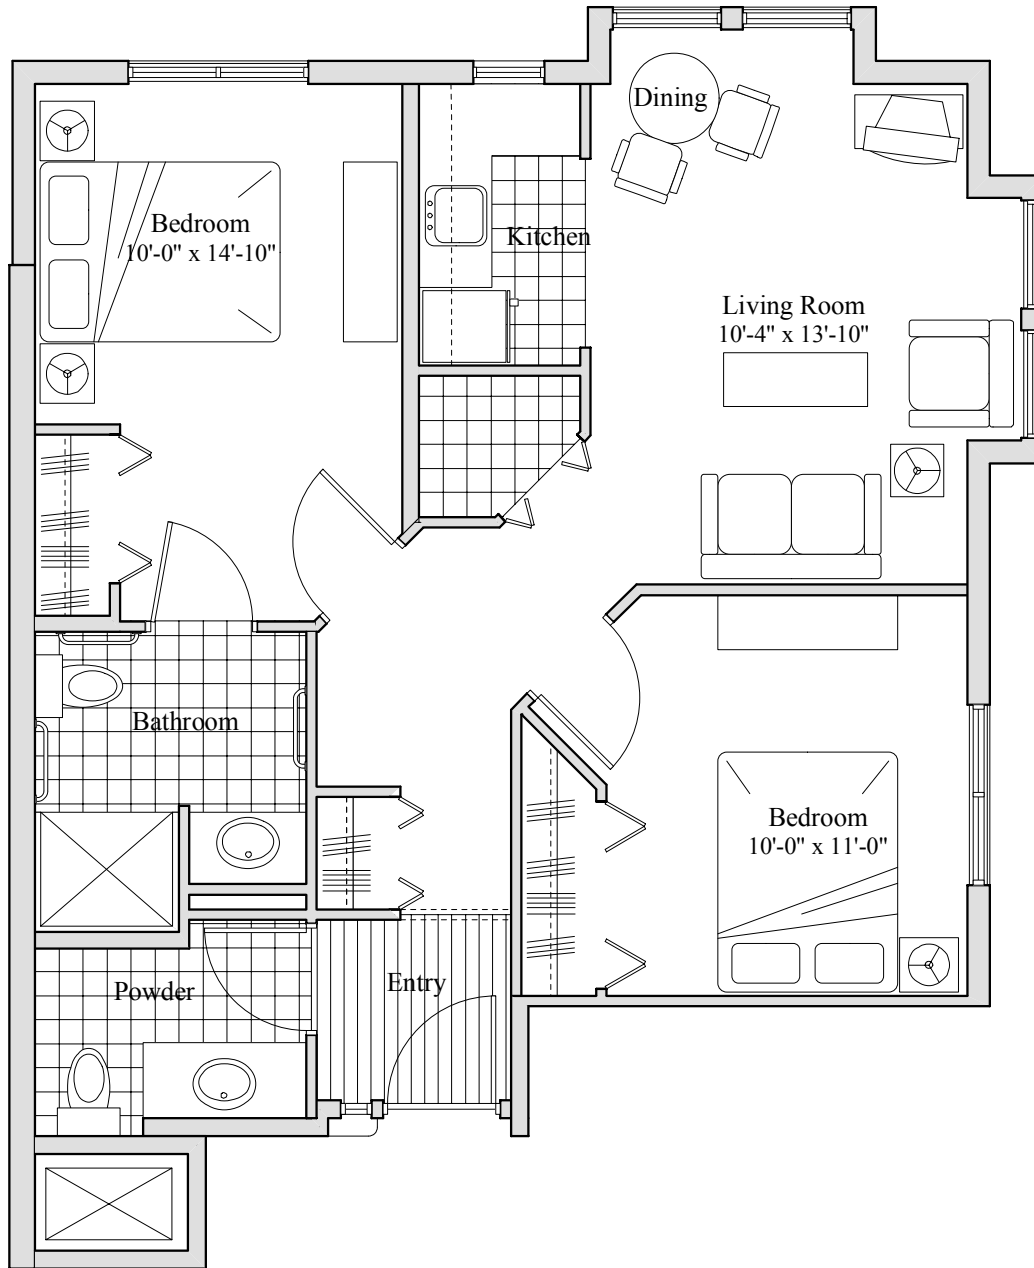 Dining
Bedroom
10'-0" x 14'-10"
Kitchen
Living Room
10'-4" x 13'-10"
Bathroom
Bedroom
10'-0" x 11'-0"
Powder
Entry